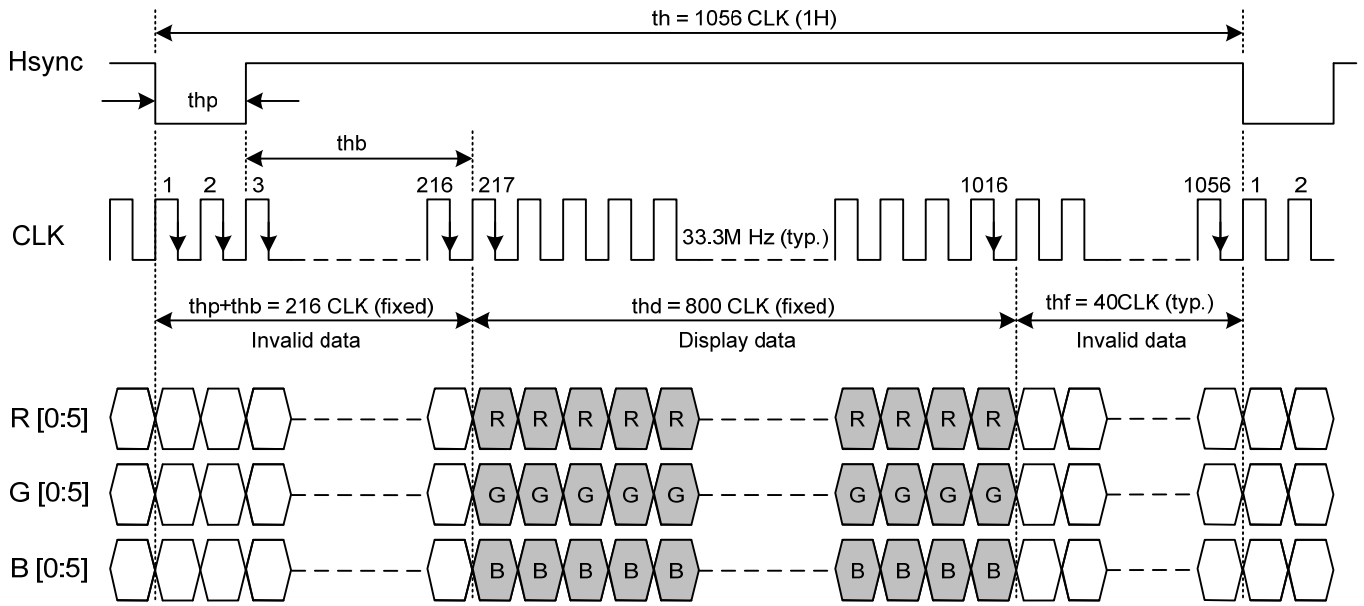 th = 1056 CLK (1H)
Hsync
thp
thb
1 2 3 216 217 1016 1056 1 2
CLK
33.3M Hz (typ.)
thp+thb = 216 CLK (fixed) thd = 800 CLK (fixed) thf = 40CLK (typ.)
Invalid data Display data Invalid data
R [0:5] R R R R R R R R R
G [0:5] G G G G G G G G G
B [0:5] B B B B B B B B B